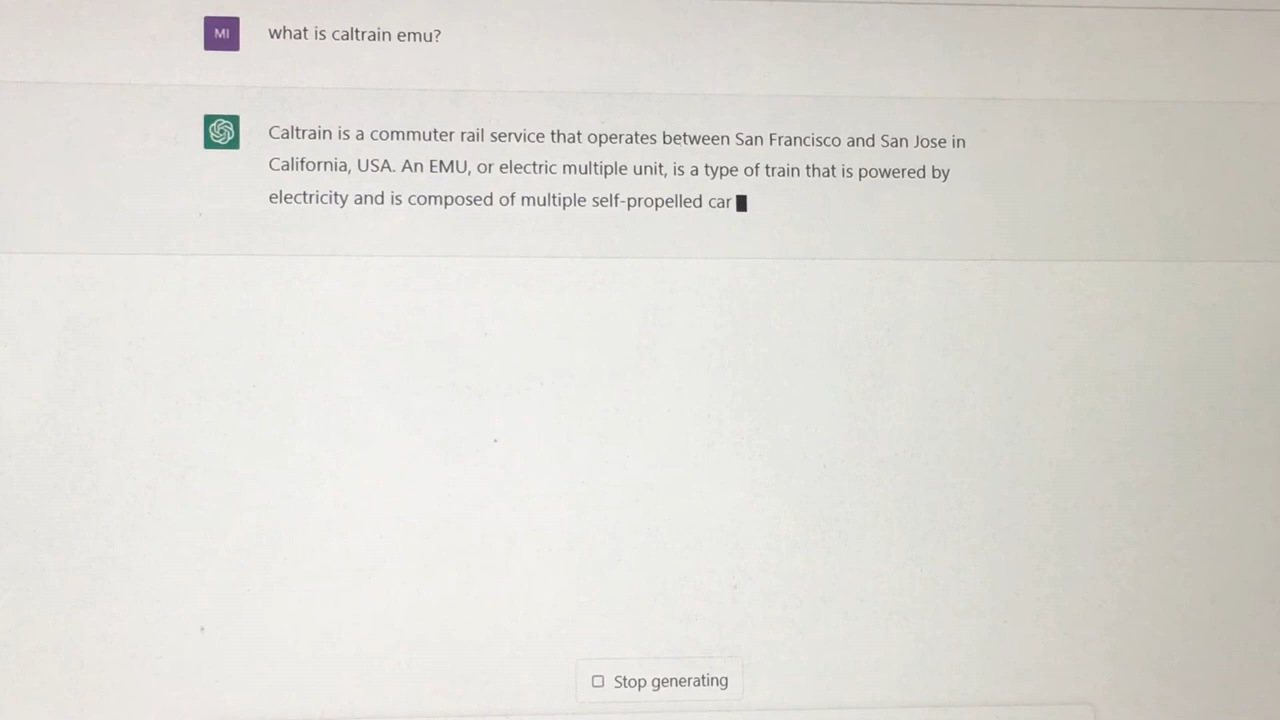 MI
what is caltrain emu?
Caltrain is a commuter rail service that operates between San Francisco and San Jose in
California, USA. An EMU, or electric multiple unit, is a type of train that is powered by
electricity and is composed of multiple self-propelled car
Stop generating